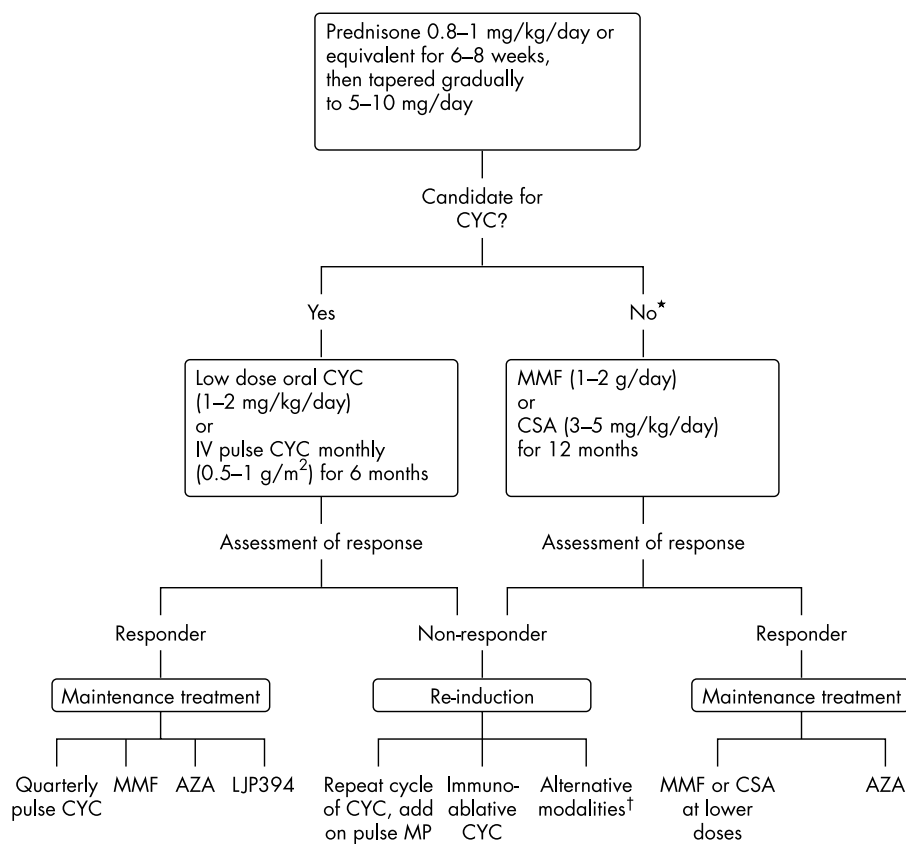 Prednisone 0.8–1 mg/kg/day or
equivalent for 6–8 weeks,
then tapered gradually
to 5–10 mg/day
Candidate for
CYC?
Yes
No*
Low dose oral CYC
(1–2 mg/kg/day)
or
IV pulse CYC monthly
(0.5–1 g/m²) for 6 months
MMF (1–2 g/day)
or
CSA (3–5 mg/kg/day)
for 12 months
Assessment of response
Assessment of response
Responder
Non-responder
Responder
Maintenance treatment
Re-induction
Maintenance treatment
Quarterly
pulse CYC
MMF
AZA
LJP394
Repeat cycle
of CYC, add
on pulse MP
Immuno-
ablative
CYC
Alternative
modalities†
MMF or CSA
at lower
doses
AZA